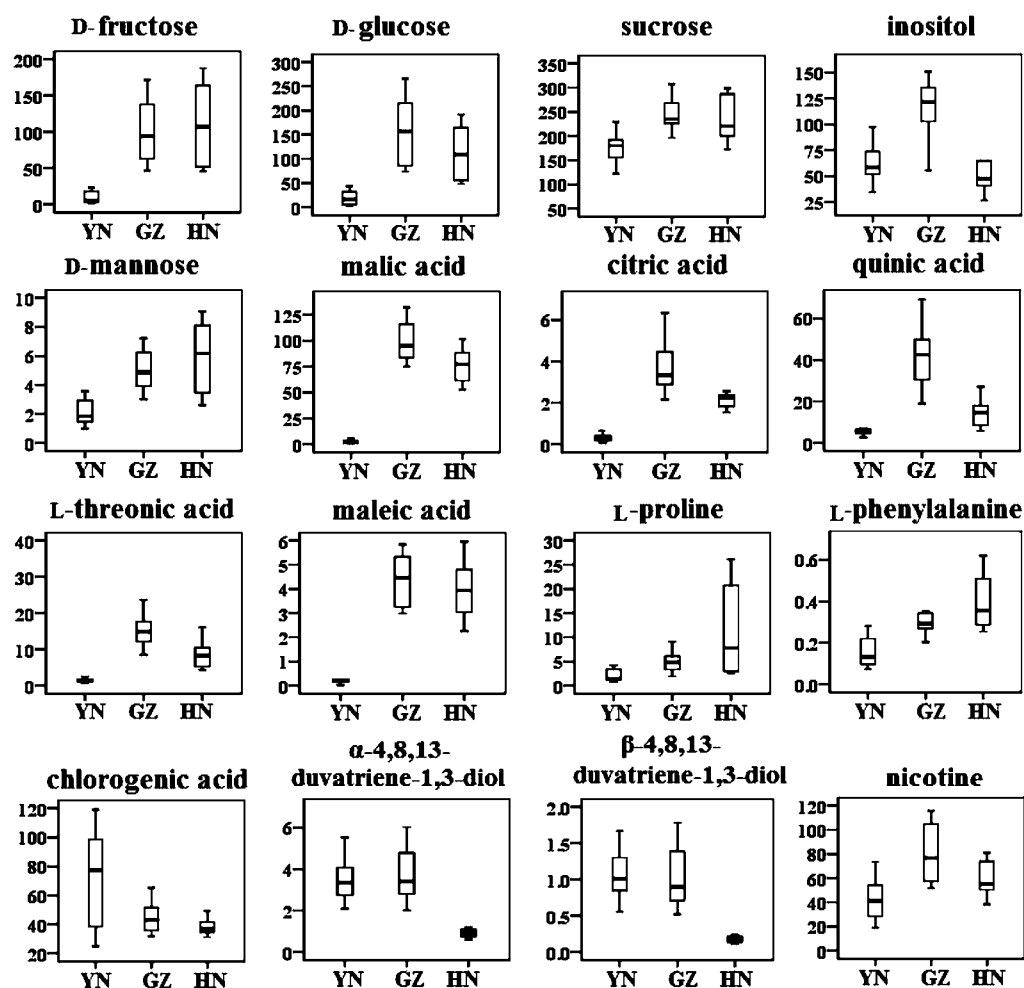 D-fructose D-glucose sucrose inositol
200 300 350 150
150 250 300 125
100 200 250 100
50 150 200 75
0 100 150 50
50 100 25
0 50
YN GZ HN YN GZ HN YN GZ HN YN GZ HN
D-mannose malic acid citric acid quinic acid
10 125 6 60
8 100 4 40
6 75 2 20
4 50 0 0
2 25
0 0
YN GZ HN YN GZ HN YN GZ HN YN GZ HN
L-threonic acid maleic acid L-proline L-phenylalanine
40 6 30 0.6
30 5 25 0.4
20 4 20 0.2
10 3 15 0.0
0 2 10
1 5
0 0
YN GZ HN YN GZ HN YN GZ HN YN GZ HN
α-4,8,13- β-4,8,13-
chlorogenic acid duvatriene-1,3-diol duvatriene-1,3-diol nicotine
120 6 2.0 120
100 4 1.5 100
80 2 1.0 80
60 0 0.5 60
40 0.0 40
20 20
0
YN GZ HN YN GZ HN YN GZ HN YN GZ HN